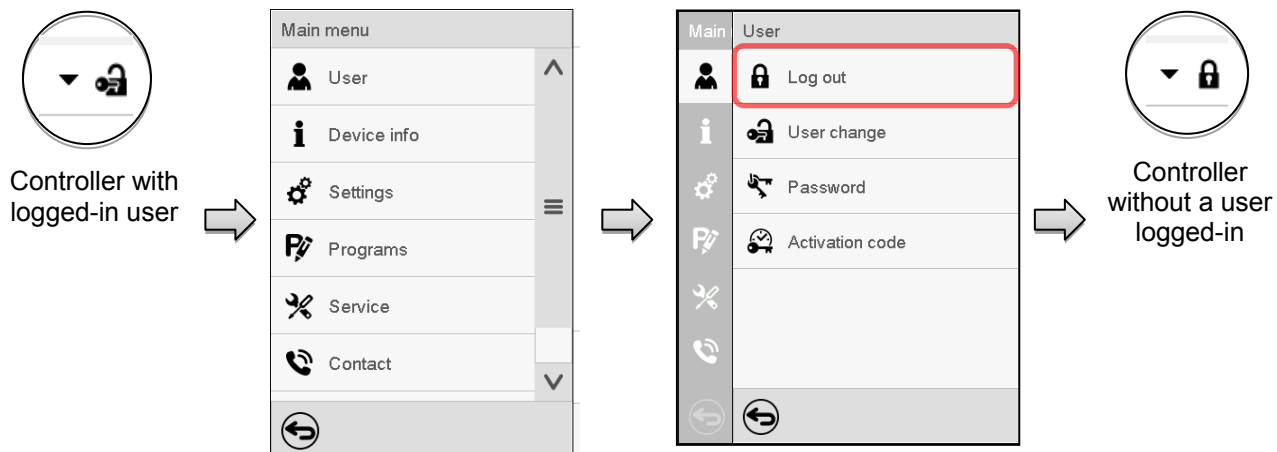 Controller with
logged-in user
Main menu
User
Device info
Settings
Programs
Service
Contact
Main
User
Log out
User change
Password
Activation code
Controller
without a user
logged-in